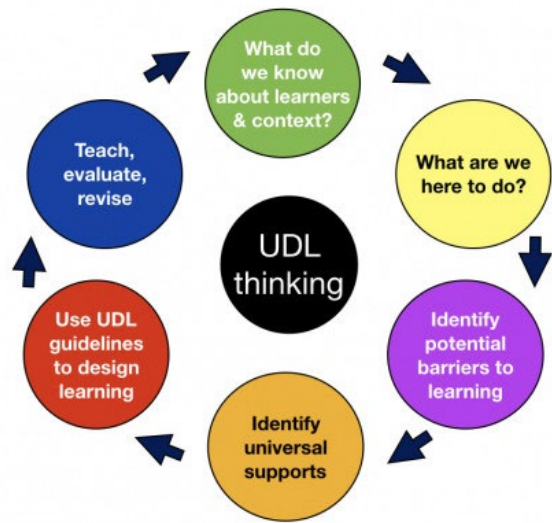 What do
we know
about learners
& context?
What are we
here to do?
Identify
potential
barriers to
learning
Identify
universal
supports
Use UDL
guidelines
to design
learning
Teach,
evaluate,
revise
UDL
thinking